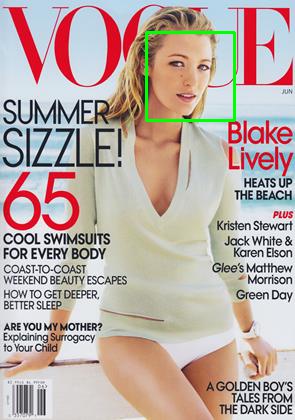 VOGUE
JUN
SUMMER
SIZZLE!
65
COOL SWIMSUITS
FOR EVERY BODY
COAST-TO-COAST
WEEKEND BEAUTY ESCAPES
HOW TO GET DEEPER,
BETTER SLEEP
ARE YOU MY MOTHER?
Explaining Surrogacy
to Your Child
Blake
Lively
HEATS UP
THE BEACH
PLUS
Kristen Stewart
Jack White &
Karen Elson
Glee's Matthew
Morrison
Green Day
A GOLDEN BOY'S
TALES FROM
THE DARK SIDE